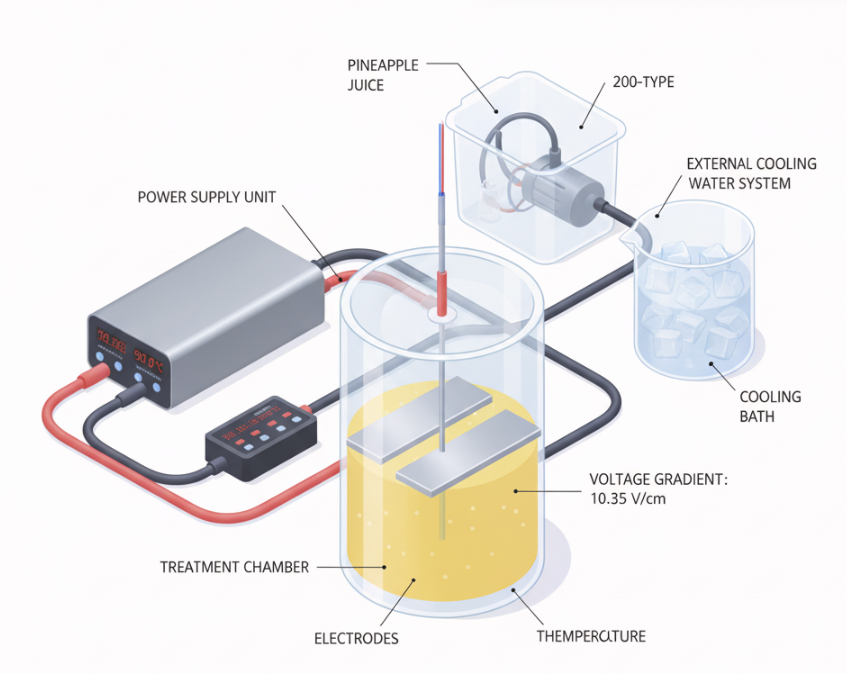 PINEAPPLE
JUICE
200-TYPE
EXTERNAL COOLING
WATER SYSTEM
POWER SUPPLY UNIT
COOLING
BATH
VOLTAGE GRADIENT:
10.35 V/cm
TREATMENT CHAMBER
ELECTRODES
THEMPERCUTURE